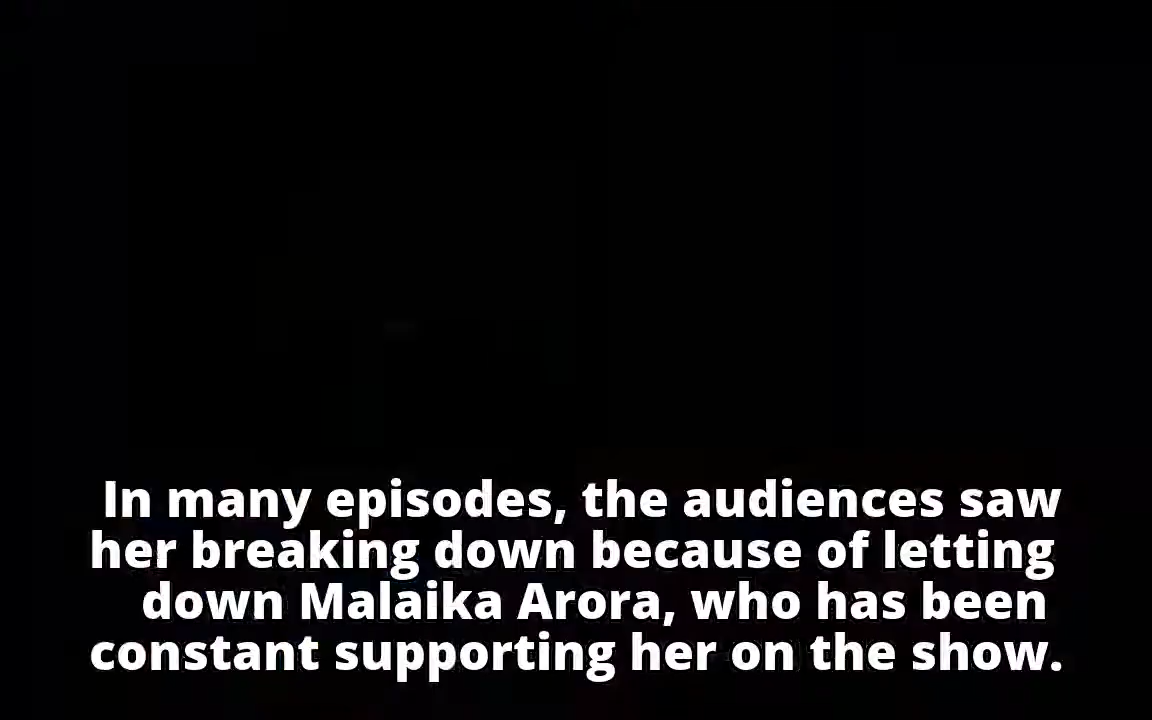 In many episodes, the audiences saw
her breaking down because of letting
down Malaika Arora, who has been
constant supporting her on the show.